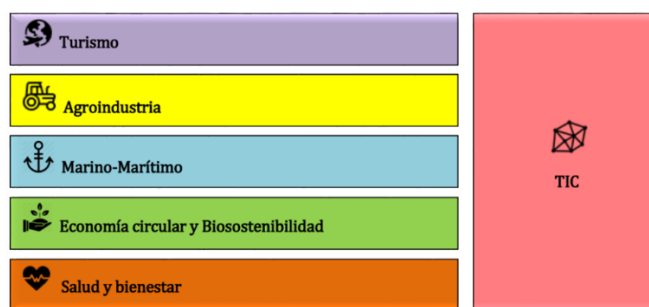 Turismo
Agroindustria
Marino-Marítimo
Economía circular y Biosostenibilidad
Salud y bienestar
TIC